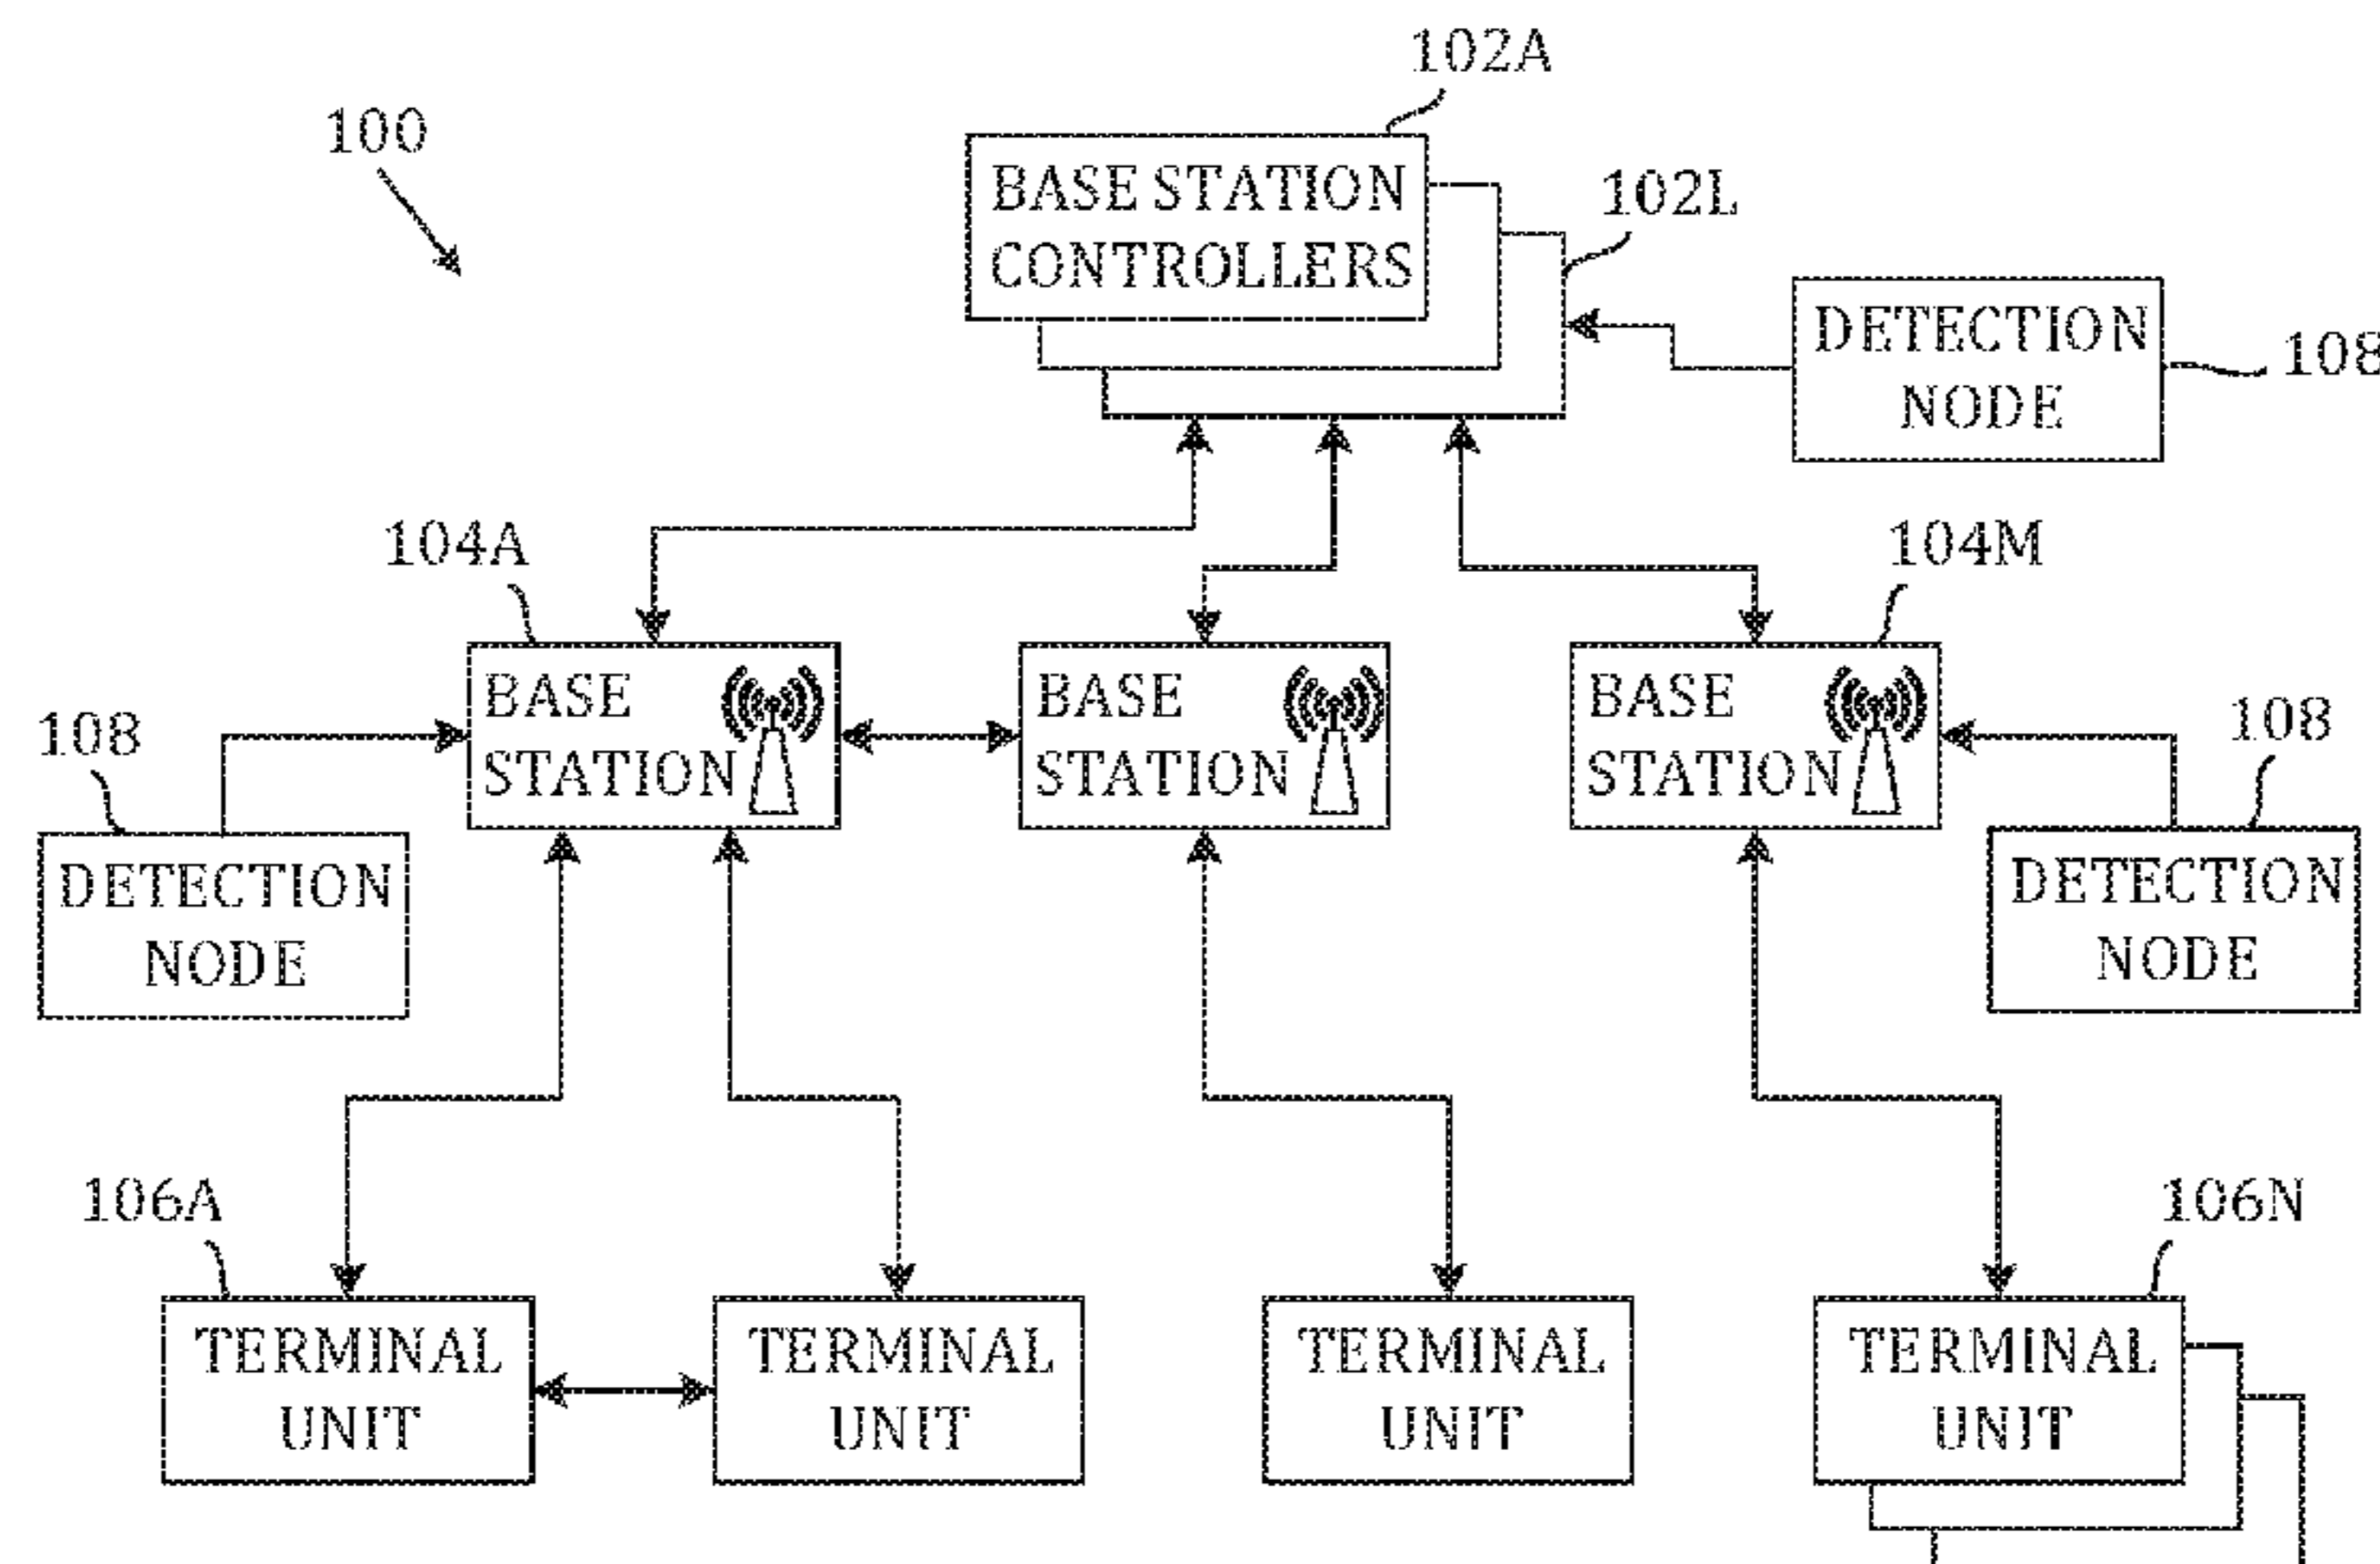 102A
100
BASE STATION
CONTROLLERS
102L
DETECTION
NODE
108
104A
104M
BASE
STATION
BASE
STATION
BASE
STATION
108
108
DETECTION
NODE
DETECTION
NODE
106A
106N
TERMINAL
UNIT
TERMINAL
UNIT
TERMINAL
UNIT
TERMINAL
UNIT